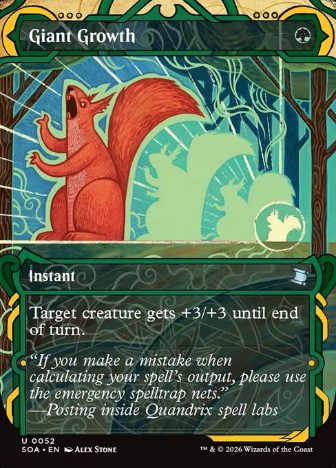 Giant Growth
Instant
Target creature gets +3/+3 until end
of turn.
“If you make a mistake when
calculating your spell’s output, please use
the emergency spelltrap nets.”
—Posting inside Quandrix spell labs
U 0052
SOA • EN ALEX STONE
™ & © 2026 Wizards of the Coast